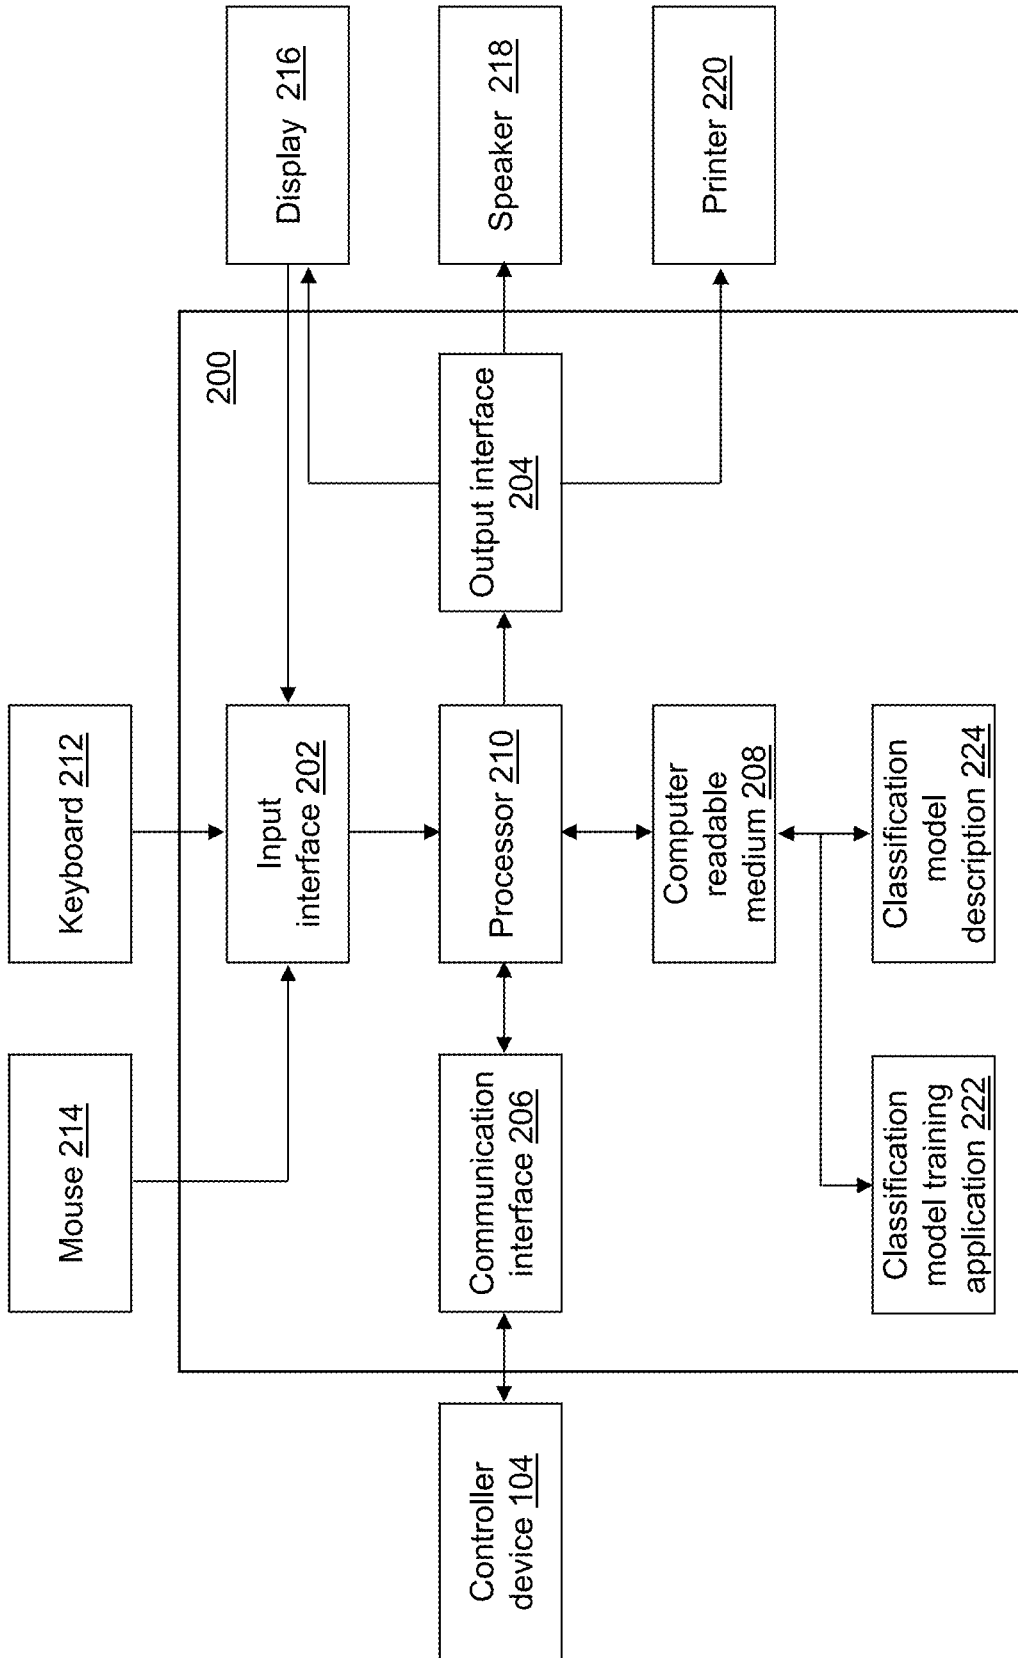 Mouse 214
Keyboard 212
200
Display 216
Input
interface 202
Controller
device 104
Communication
interface 206
Processor 210
Output interface
204
Speaker 218
Computer
readable
medium 208
Printer 220
Classification
model training
application 222
Classification
model
description 224